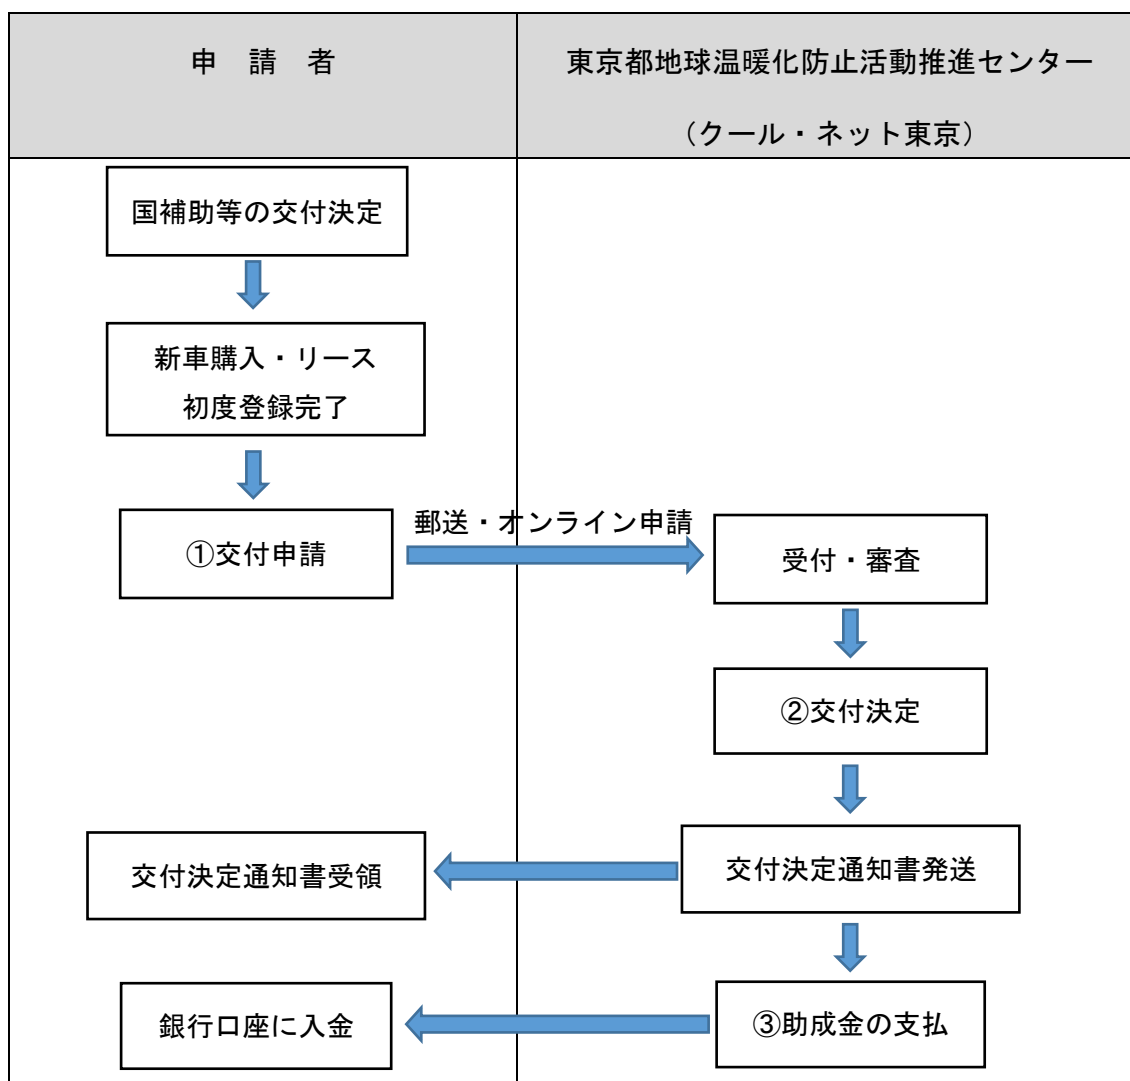 申 請 者
東京都地球温暖化防止活動推進センター
（クール・ネット東京）
国補助等の交付決定
新車購入・リース
初度登録完了
①交付申請
郵送・オンライン申請
受付・審査
②交付決定
交付決定通知書発送
交付決定通知書受領
③助成金の支払
銀行口座に入金